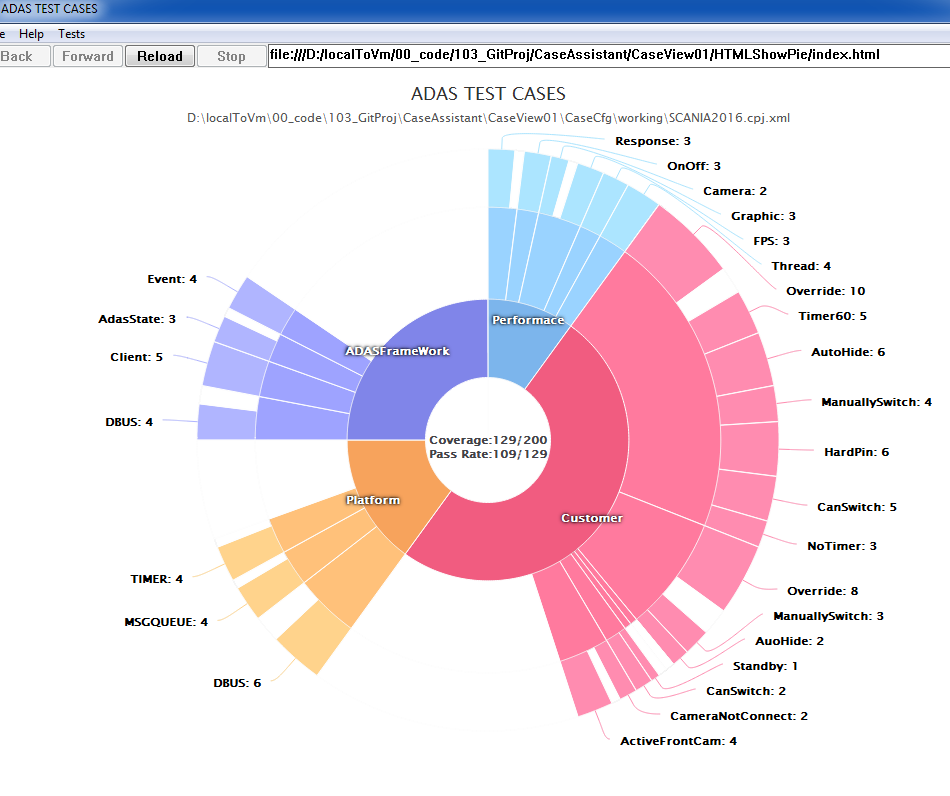 ADAS TEST CASES
e Help Tests
Back Forward Reload Stop file:///D:/localToVm/00_code/103_GitProj/CaseAssistant/CaseView01/HTMLShowPie/index.html
ADAS TEST CASES
D:\localToVm\00_code\103_GitProj\CaseAssistant\CaseView01\CaseCfg\working\SCANIA2016.cpj.xml
Response: 3
OnOff: 3
Camera: 2
Graphic: 3
FPS: 3
Thread: 4
Event: 4
Override: 10
Timer60: 5
AdasState: 3
Performace
ADASFrameWork
AutoHide: 6
Client: 5
ManuallySwitch: 4
DBUS: 4
Coverage:129/200
Pass Rate:109/129
HardPin: 6
Platform
CanSwitch: 5
Customer
NoTimer: 3
TIMER: 4
Override: 8
ManuallySwitch: 3
MSGQUEUE: 4
AuoHide: 2
Standby: 1
DBUS: 6
CanSwitch: 2
CameraNotConnect: 2
ActiveFrontCam: 4